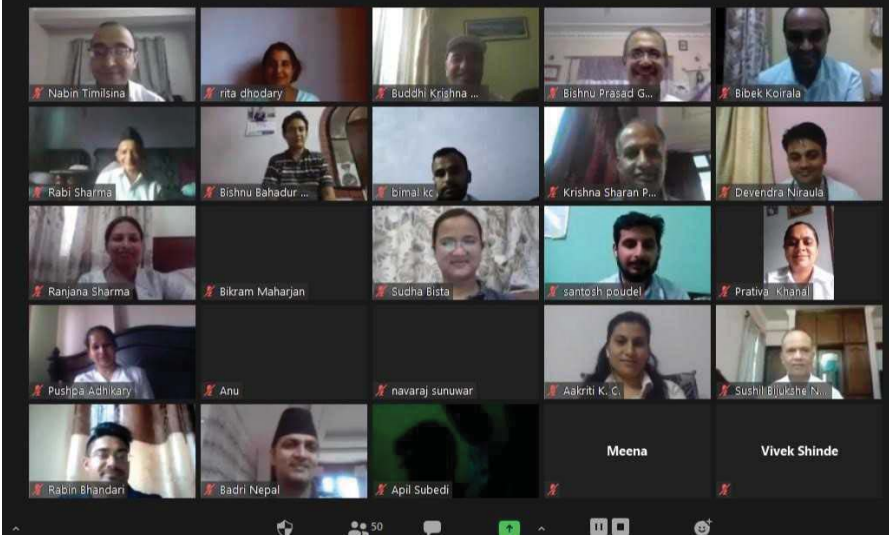 Nabin Timilsina
rita dhodary
Buddhi Krishna ...
Bishnu Prasad G...
Bibek Koirala
Rabi Sharma
Bishnu Bahadur ...
bimal kc
Krishna Sharan P...
Devendra Niraula
Ranjana Sharma
Bikram Maharjan
Sudha Bista
santosh poudel
Prativa Khanal
Pushpa Adhikary
Anu
navaraj sunuwar
Aakriti K. C.
Sushil Bijukshe N...
Rabin Bhandari
Badri Nepal
Apil Subedi
Meena
Vivek Shinde
50